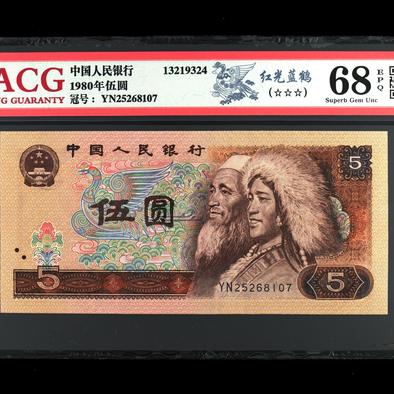 ACG
NG GUARANTY
中国人民银行 13219324
1980年伍圆
冠号: YN25268107
红光蓝鹤
(☆☆☆)
68 EPQ
Superb Gem Unc
中国人民银行
5
伍圆
YN25268107
5
5